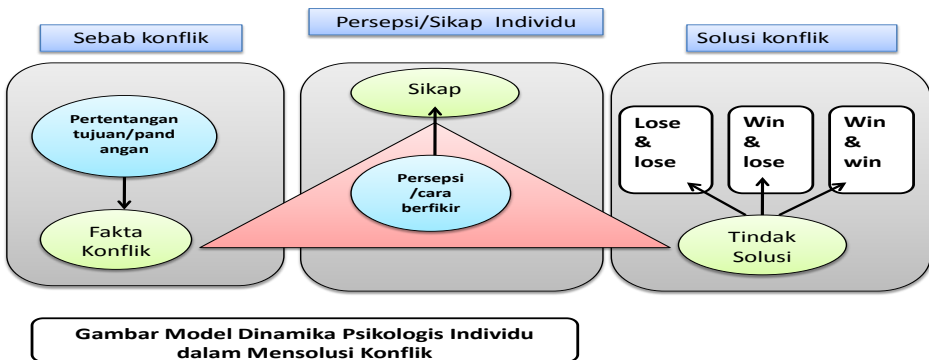 Sebab konflik
Persepsi/Sikap Individu
Solusi konflik
Pertentangan
tujuan/pand
angan
Fakta
Konflik
Sikap
Persepsi
/cara
berfikir
Lose
&
lose
Win
&
lose
Win
&
win
Tindak
Solusi
Gambar Model Dinamika Psikologis Individu
dalam Mensolusi Konflik